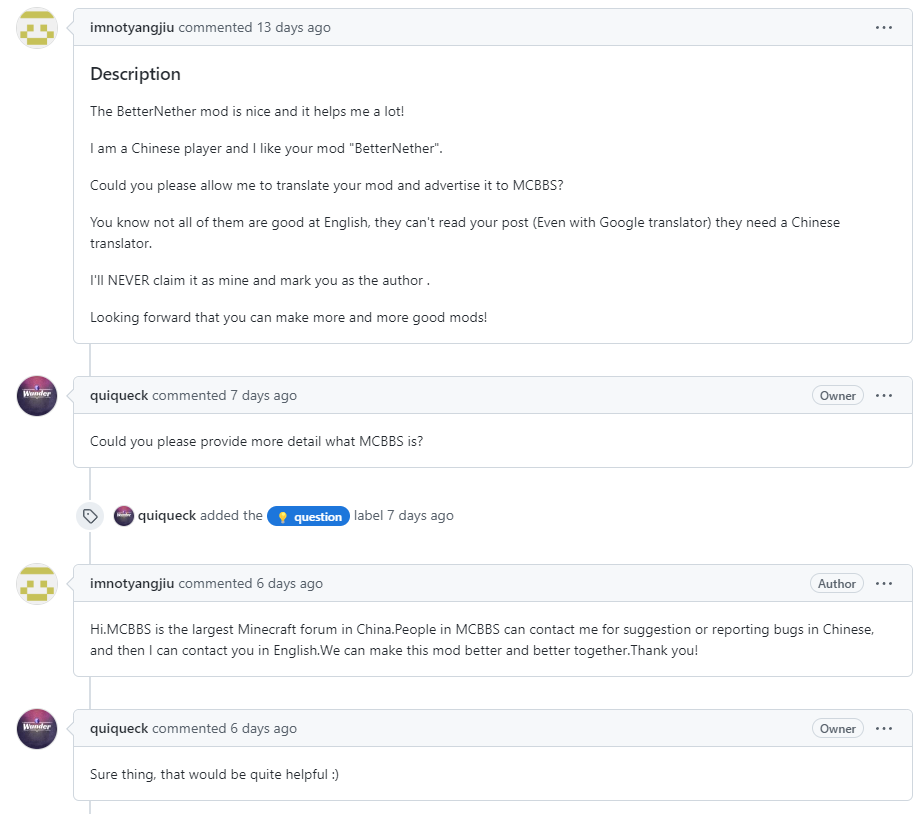 imnotyangjiu commented 13 days ago
Description
The BetterNether mod is nice and it helps me a lot!
I am a Chinese player and I like your mod "BetterNether".
Could you please allow me to translate your mod and advertise it to MCBBS?
You know not all of them are good at English, they can't read your post (Even with Google translator) they need a Chinese
translator.
I'll NEVER claim it as mine and mark you as the author .
Looking forward that you can make more and more good mods!
Wunder
quiqueck commented 7 days ago Owner
Could you please provide more detail what MCBBS is?
quiqueck added the question label 7 days ago
imnotyangjiu commented 6 days ago Author
Hi.MCBBS is the largest Minecraft forum in China.People in MCBBS can contact me for suggestion or reporting bugs in Chinese,
and then I can contact you in English.We can make this mod better and better together.Thank you!
Wunder
quiqueck commented 6 days ago Owner
Sure thing, that would be quite helpful :)